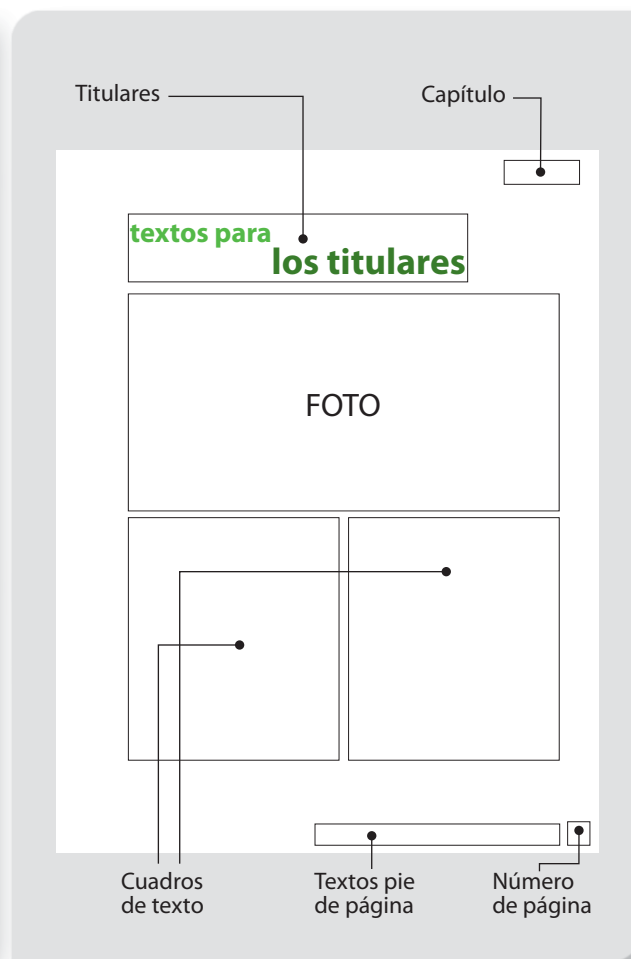 Titulares
Capítulo
textos para
los titulares
FOTO
Cuadros
de texto
Textos pie
de página
Número
de página